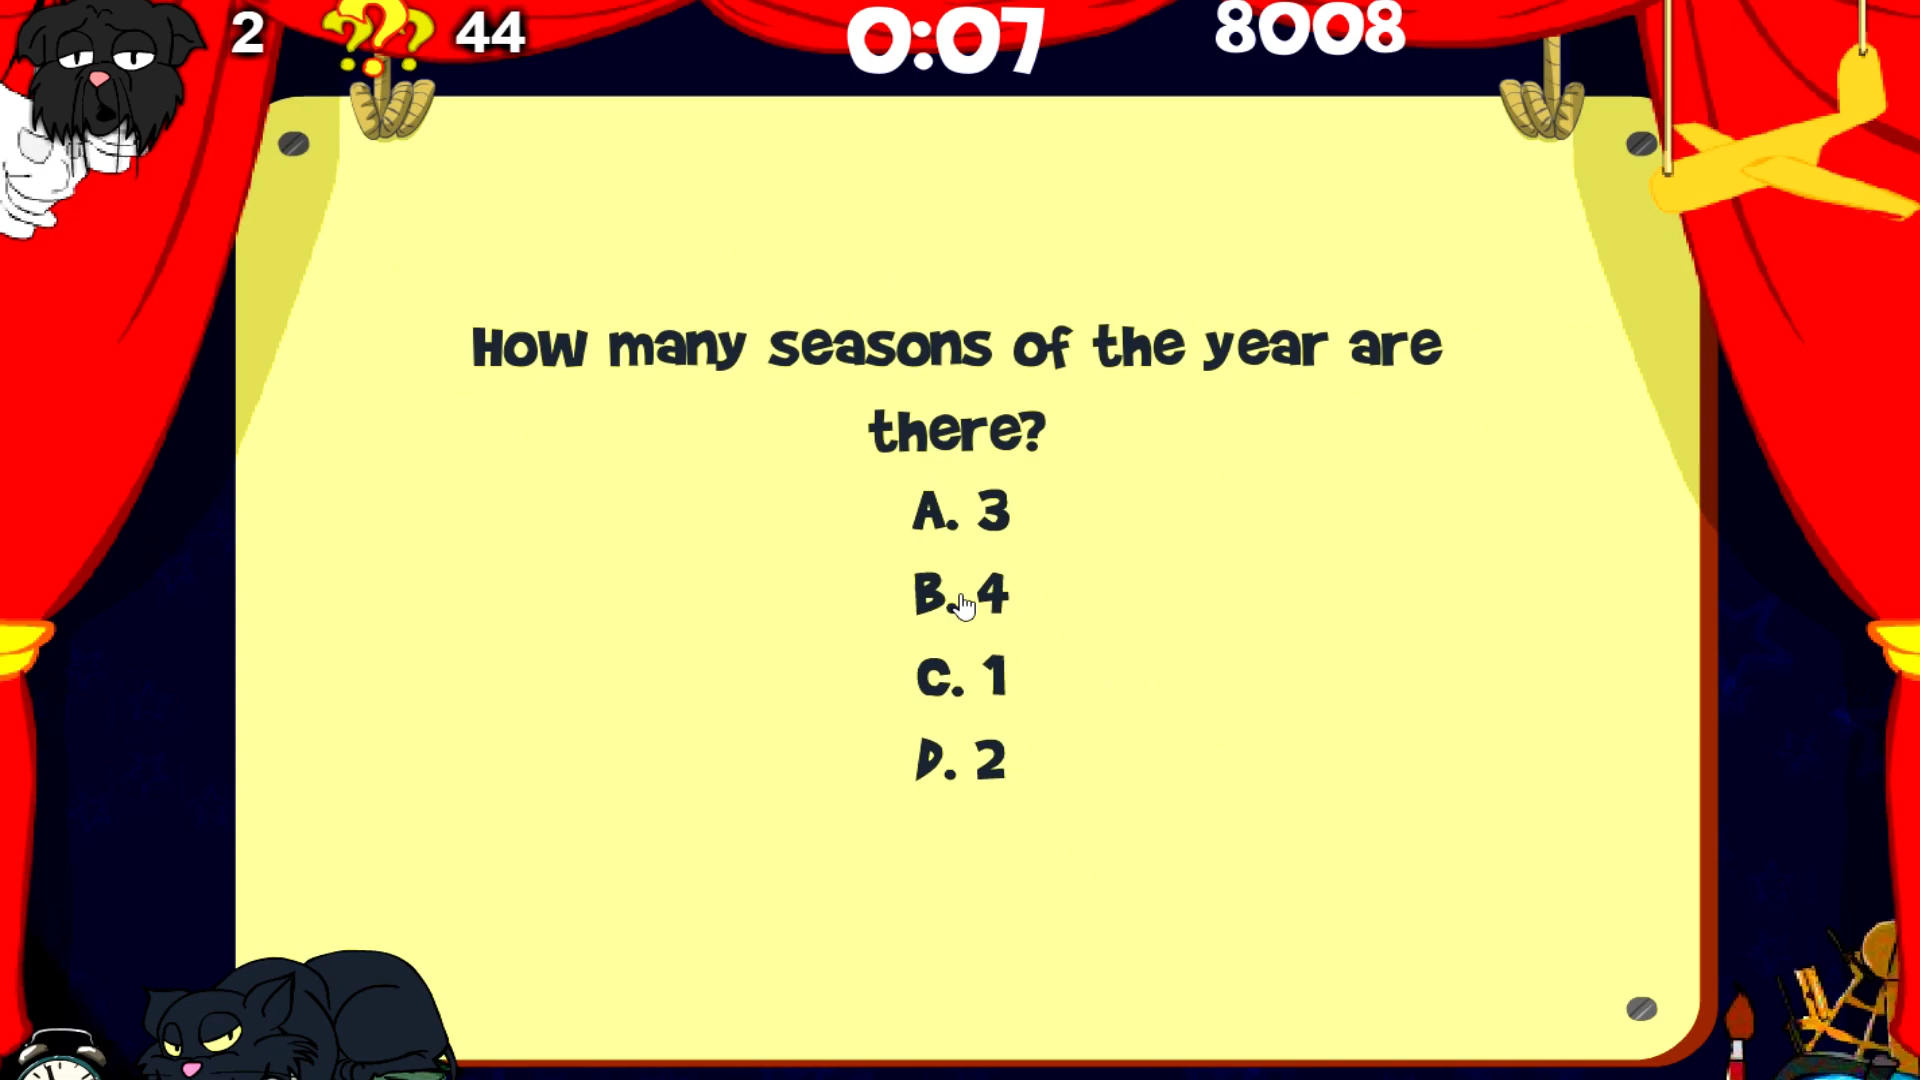 2 ??? 44 0:07 8008
How many seasons of the year are
there?
A. 3
B. 4
C. 1
D. 2